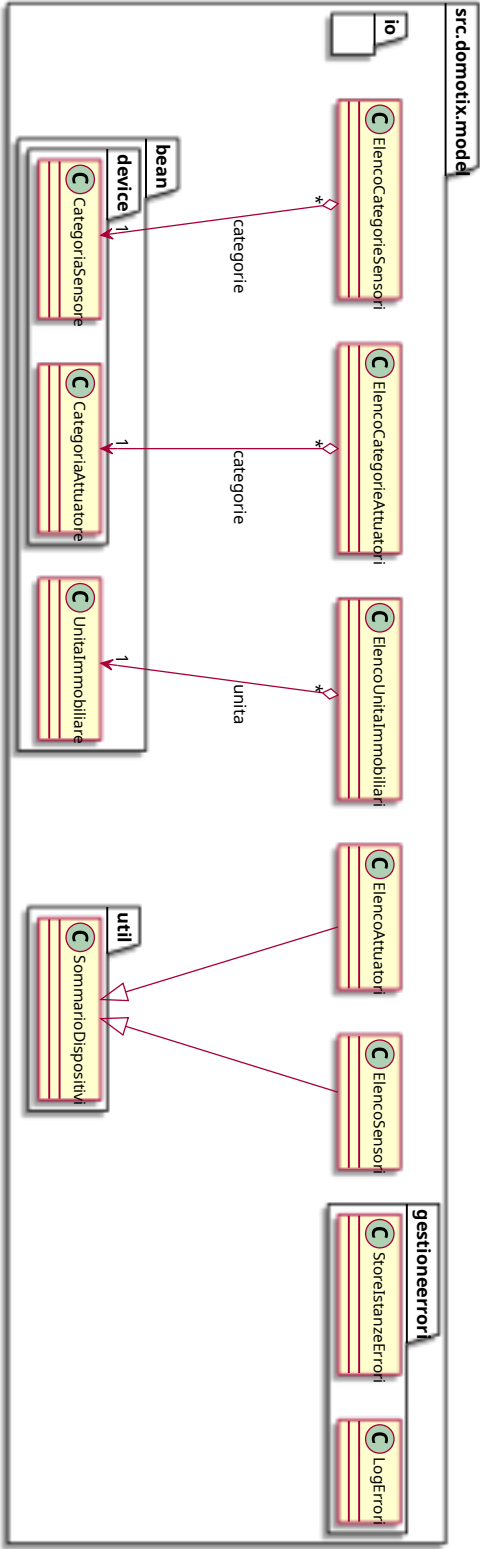 src.domotix.model
io
C ElencoCategorieSensori
C ElencoCategorieAttuatori
C ElencoUnitaImmobiliari
C ElencoAttuatori
C ElencoSensori
gestioneerrori
C StoreIstanzeErrori
C LogErrori
*
*
*
categorie
categorie
unita
1
1
1
bean
device
C CategoriaSensore
C CategoriaAttuatore
C UnitaImmobiliare
util
C SommarioDispositivi